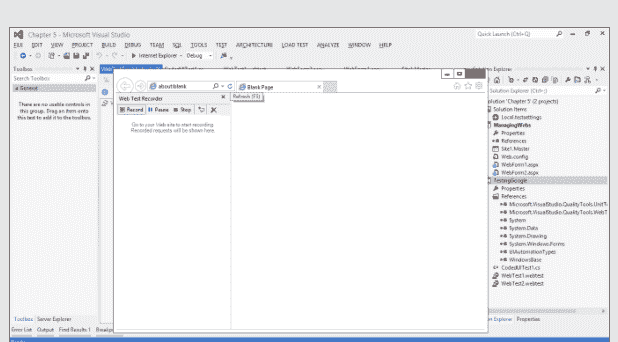 Chapter 5 - Microsoft Visual Studio
Quick Launch (Ctrl+Q)
FILE EDIT VIEW PROJECT BUILD DEBUG TEAM SQL TOOLS TEST ARCHITECTURE LOAD TEST ANALYZE WINDOW HELP
Internet Explorer - Debug
Toolbox
Search Toolbox
General
There are no usable controls in
this group. Drag an item onto
this text to add it to the toolbox.
about:blank
Blank Page
Refresh (F5)
Web Test Recorder
Record Pause Stop
Go to your Web site to start recording.
Recorded requests will be shown here.
Solution Explorer
Solution 'Chapter 5' (2 projects)
Solution Items
Local.testsettings
ManagingWebs
Properties
References
Site1.Master
Web.config
WebForm1.aspx
WebForm2.aspx
TestingGoogle
Properties
References
Microsoft.VisualStudio.QualityTools.UnitT
Microsoft.VisualStudio.QualityTools.WebT
System
System.Data
System.Drawing
System.Windows.Forms
UIAutomationTypes
WindowsBase
CodedUITest1.cs
WebTest1.webtest
WebTest2.webtest
Toolbox Server Explorer
Explorer Properties
Error List Output Find Results 1 Breakpo